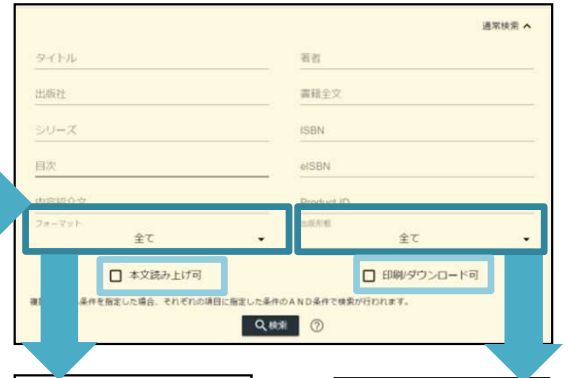 通常検索
タイトル
著者
出版社
書籍全文
シリーズ
ISBN
目次
eISBN
内容紹介文
Product ID
フォーマット
出版形態
全て
全て
本文読み上げ可
印刷/ダウンロード可
条件を指定した場合、それぞれの項目に指定した条件のAND条件で検索が行われます。
検索